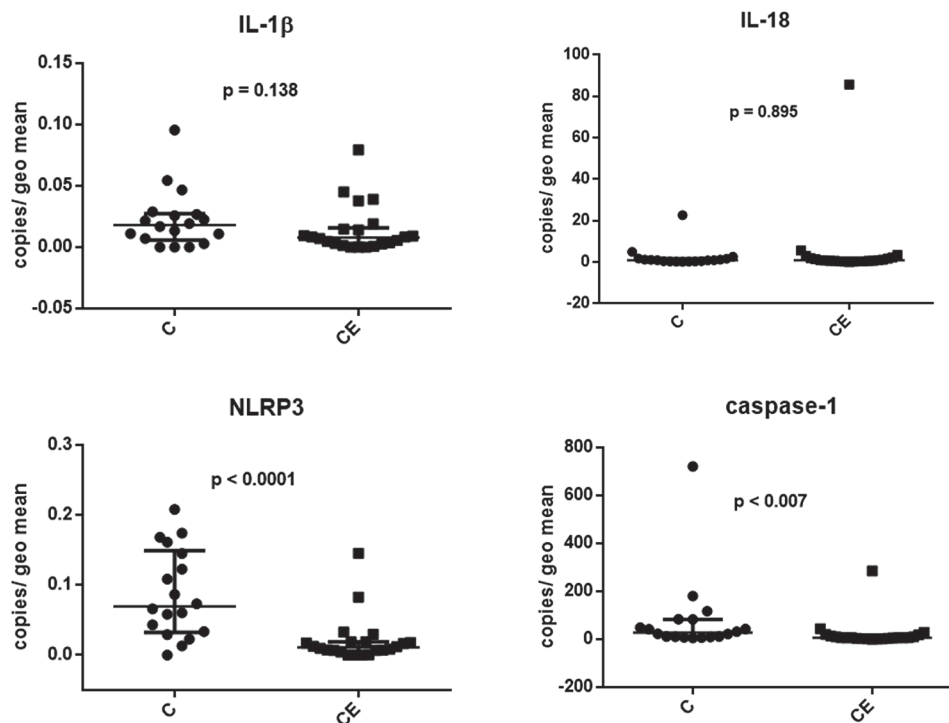 IL-1β
copies/ geo mean
0.15
0.10
0.05
0.00
-0.05
p = 0.138
C
CE
IL-18
copies/ geo mean
100
80
60
40
20
0
-20
p = 0.895
C
CE
NLRP3
copies/ geo mean
0.3
0.2
0.1
0.0
p < 0.0001
C
CE
caspase-1
copies/ geo mean
800
600
400
200
0
-200
p < 0.007
C
CE